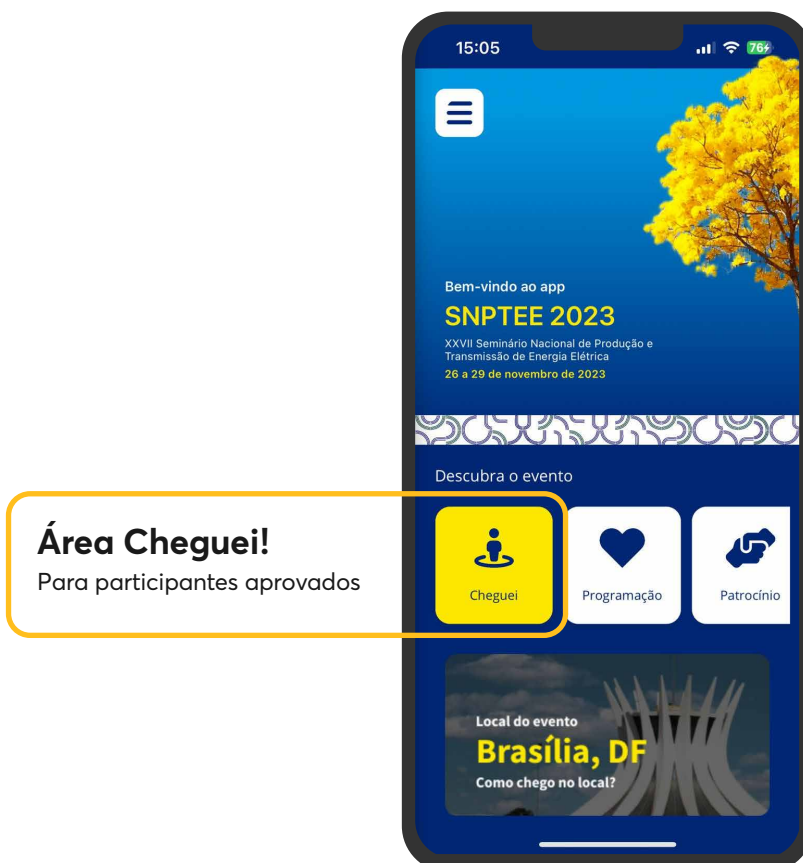 15:05
76
Bem-vindo ao app
SNPTEE 2023
XXVII Seminário Nacional de Produção e
Transmissão de Energia Elétrica
26 a 29 de novembro de 2023
Descubra o evento
Área Cheguei!
Para participantes aprovados
Cheguei
Programação
Patrocínio
Local do evento
Brasília, DF
Como chego no local?